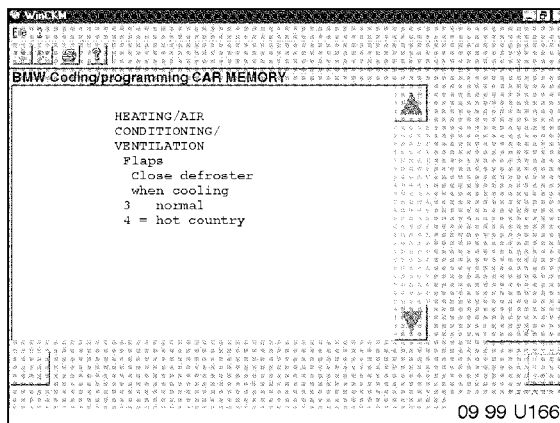 WinCKM
File ?
BMW Coding/programming CAR MEMORY
HEATING/AIR
CONDITIONING/
VENTILATION
Flaps
Close defroster
when cooling
3 normal
4 = hot country
09 99 U166